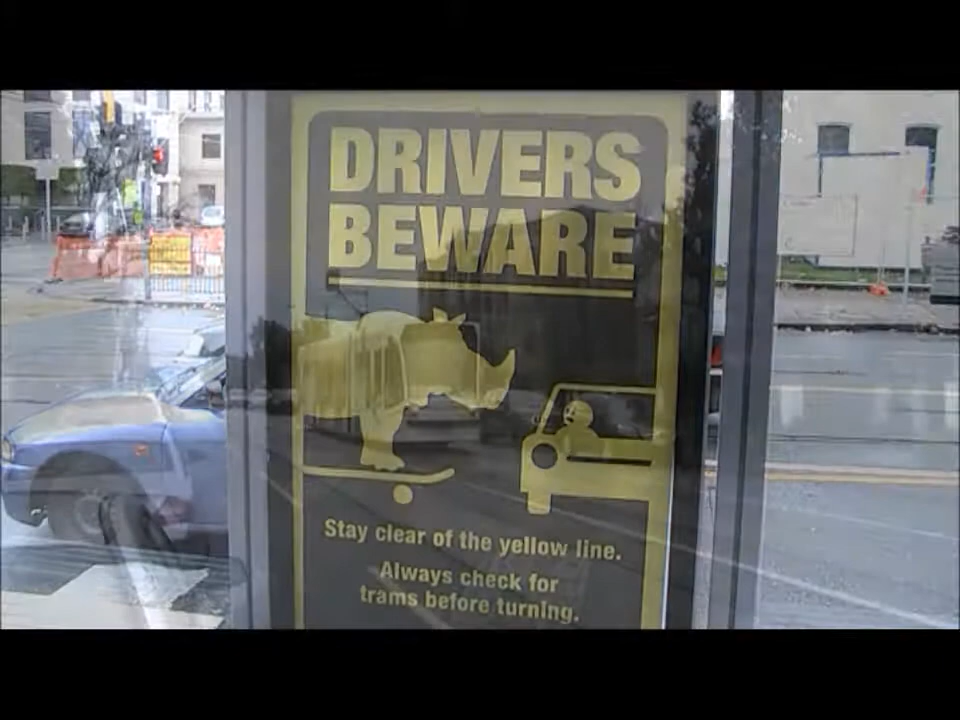 DRIVERS
BEWARE
Stay clear of the yellow line.
Always check for
trams before turning.